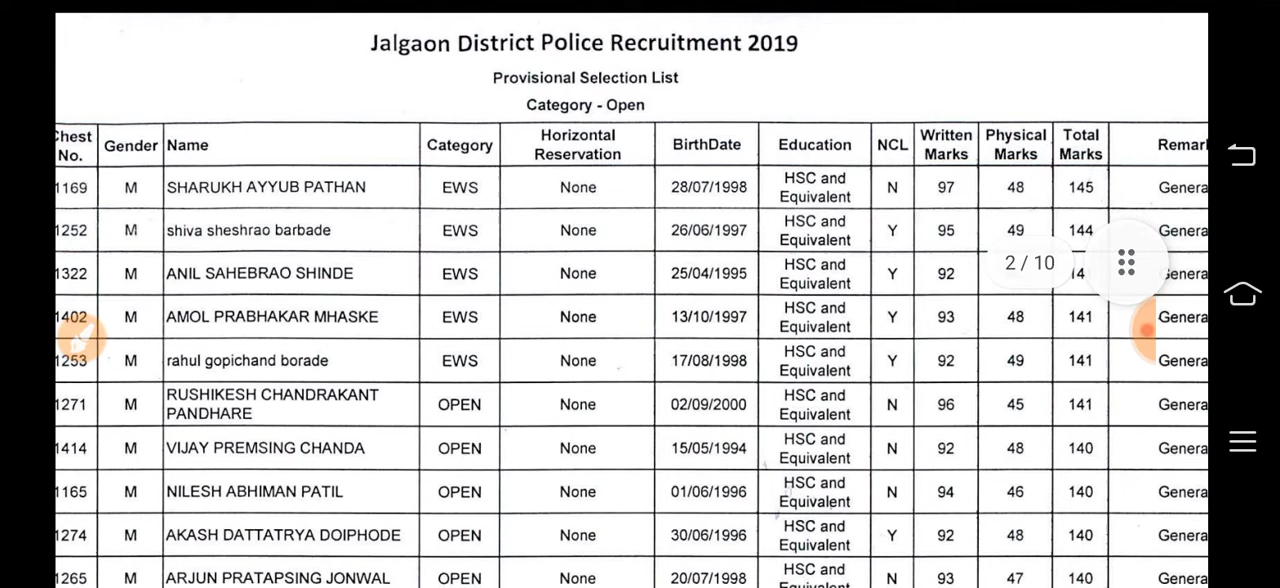 Jalgaon District Police Recruitment 2019
Provisional Selection List
Category - Open
Chest No. Gender Name Category Horizontal Reservation BirthDate Education NCL Written Marks Physical Marks Total Marks Remar
1169 M SHARUKH AYYUB PATHAN EWS None 28/07/1998 HSC and Equivalent N 97 48 145 Genera
1252 M shiva sheshrao barbade EWS None 26/06/1997 HSC and Equivalent Y 95 49 144 Genera
1322 M ANIL SAHEBRAO SHINDE EWS None 25/04/1995 HSC and Equivalent Y 92 14 Genera
2 / 10
1402 M AMOL PRABHAKAR MHASKE EWS None 13/10/1997 HSC and Equivalent Y 93 48 141 Genera
1253 M rahul gopichand borade EWS None 17/08/1998 HSC and Equivalent Y 92 49 141 Genera
1271 M RUSHIKESH CHANDRAKANT PANDHARE OPEN None 02/09/2000 HSC and Equivalent N 96 45 141 Genera
1414 M VIJAY PREMSING CHANDA OPEN None 15/05/1994 HSC and Equivalent N 92 48 140 Genera
1165 M NILESH ABHIMAN PATIL OPEN None 01/06/1996 HSC and Equivalent N 94 46 140 Genera
1274 M AKASH DATTATRYA DOIPHODE OPEN None 30/06/1996 HSC and Equivalent Y 92 48 140 Genera
1265 M ARJUN PRATAPSING JONWAL OPEN None 20/07/1998 HSC and Equivalent N 93 47 140 Genera